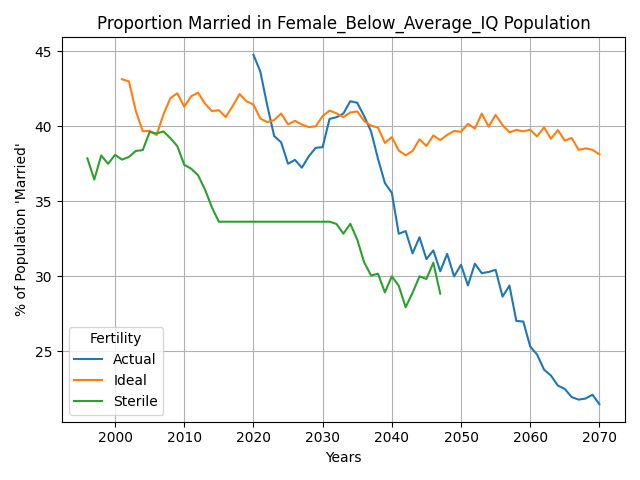 Proportion Married in Female_Below_Average_IQ Population
% of Population 'Married'
45
40
35
30
25
Fertility
Actual
Ideal
Sterile
2000 2010 2020 2030 2040 2050 2060 2070
Years